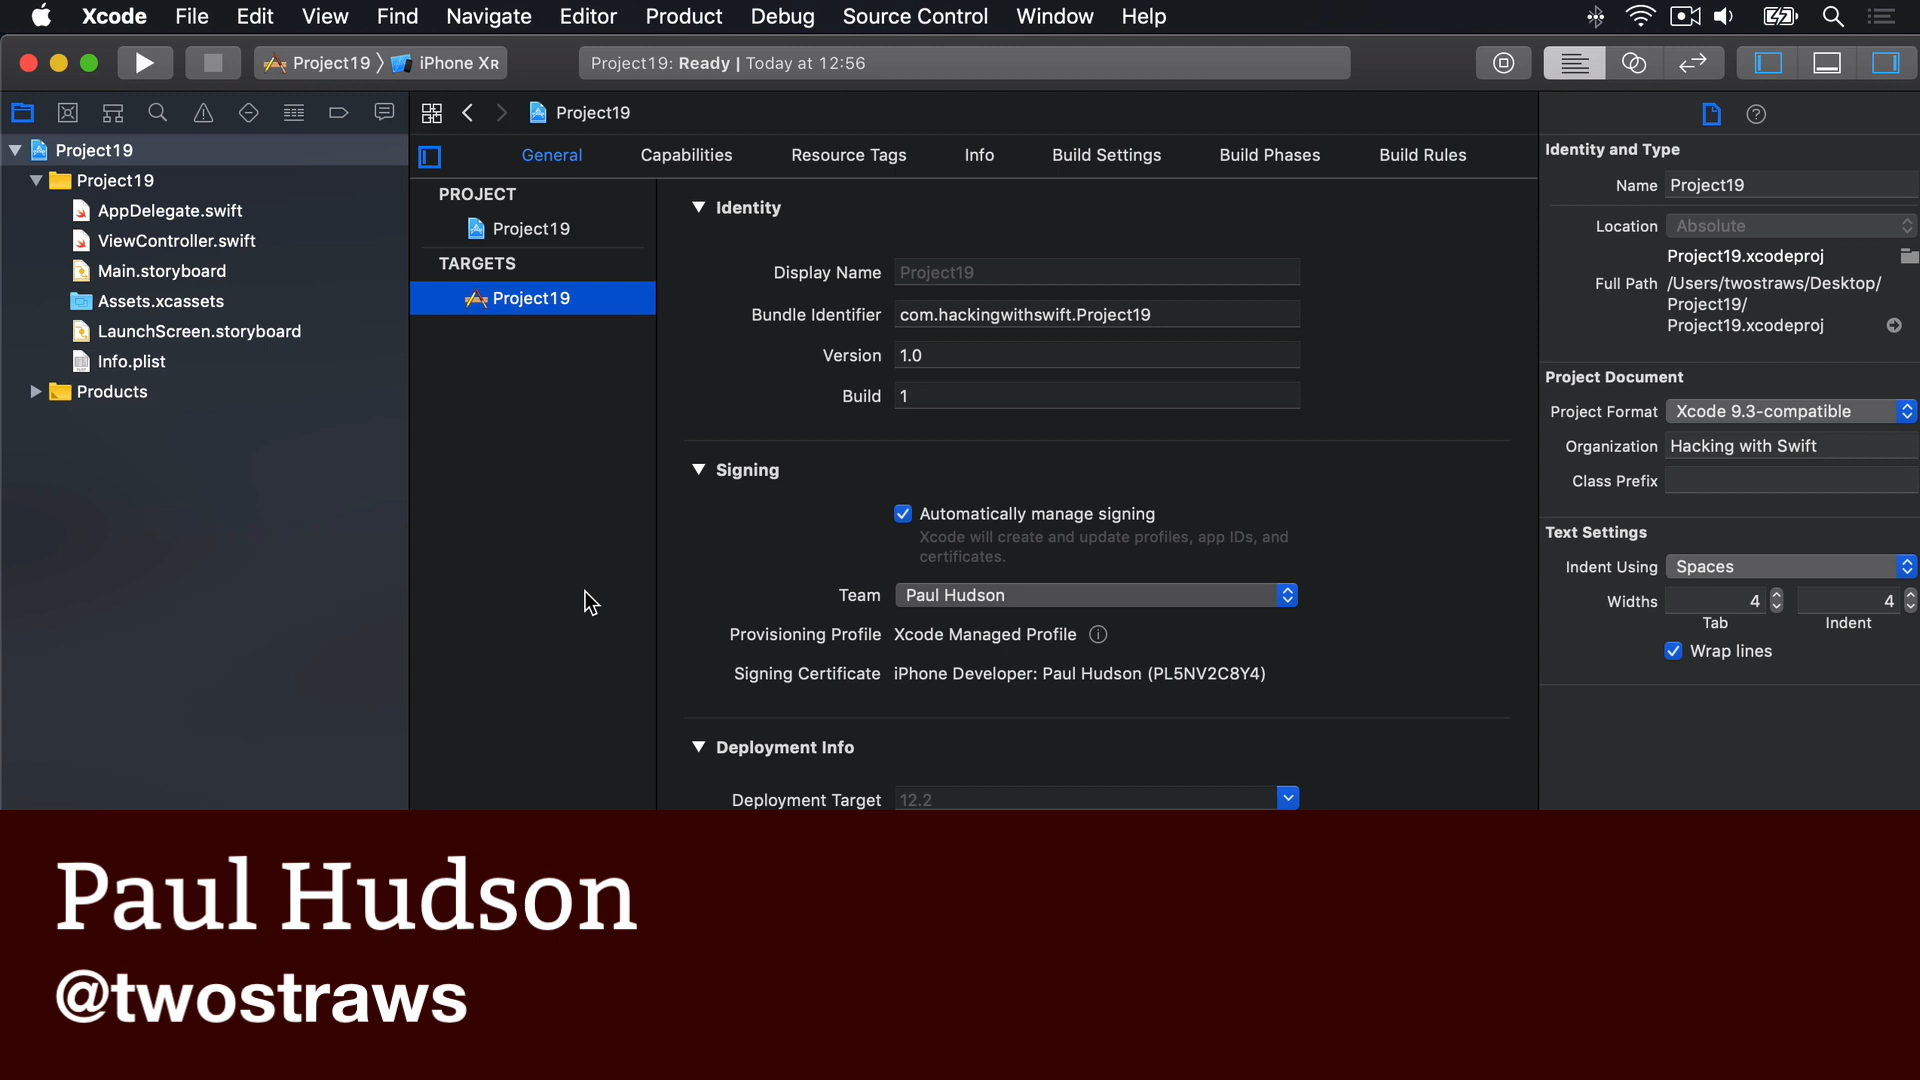 Xcode File Edit View Find Navigate Editor Product Debug Source Control Window Help
Project19 iPhone XR
Project19: Ready | Today at 12:56
Project19
Project19
AppDelegate.swift
ViewController.swift
Main.storyboard
Assets.xcassets
LaunchScreen.storyboard
Info.plist
Products
Project19
General Capabilities Resource Tags Info Build Settings Build Phases Build Rules
PROJECT
Project19
TARGETS
Project19
Identity
Display Name Project19
Bundle Identifier com.hackingwithswift.Project19
Version 1.0
Build 1
Signing
Automatically manage signing
Xcode will create and update profiles, app IDs, and
certificates.
Team Paul Hudson
Provisioning Profile Xcode Managed Profile
Signing Certificate iPhone Developer: Paul Hudson (PL5NV2C8Y4)
Deployment Info
Deployment Target 12.2
Identity and Type
Name Project19
Location Absolute
Project19.xcodeproj
Full Path /Users/twostraws/Desktop/
Project19/
Project19.xcodeproj
Project Document
Project Format Xcode 9.3-compatible
Organization Hacking with Swift
Class Prefix
Text Settings
Indent Using Spaces
Widths 4 4
Tab Indent
Wrap lines
Paul Hudson
@twostraws